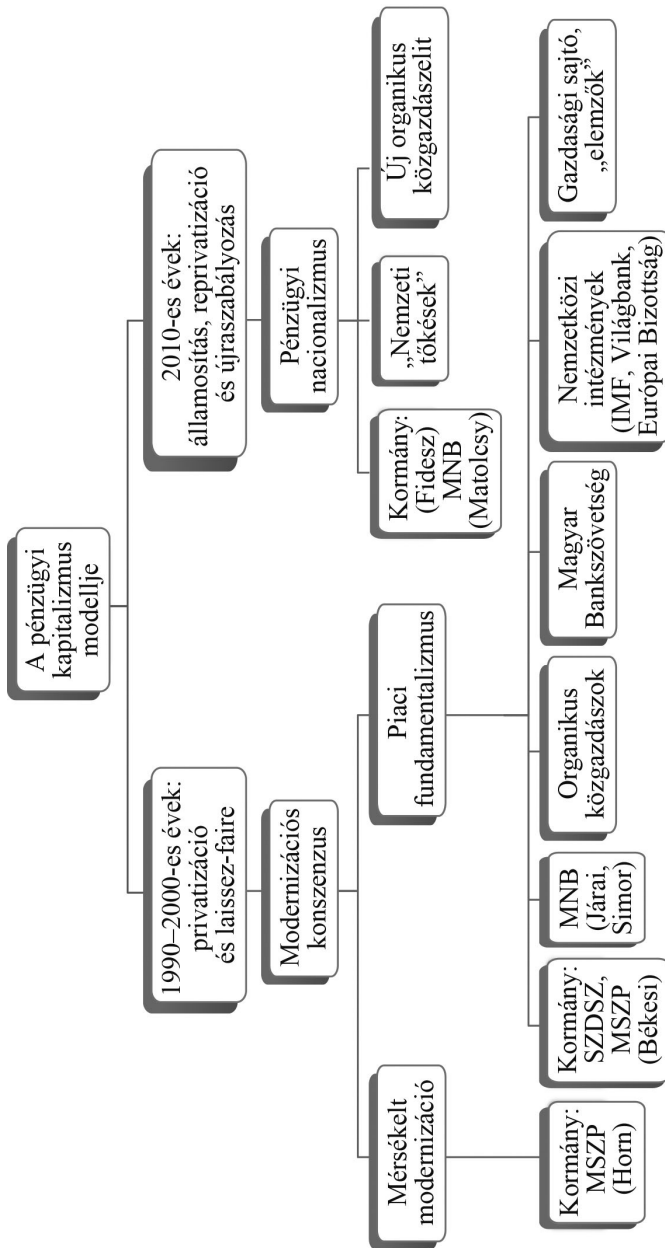 A pénzügyi
kapitalizmus
modellje
1990–2000-es évek:
privatizáció
és laissez-faire
2010-es évek:
államosítás, reprivatizáció
és újraszabályozás
Modernizációs
konszenzus
Pénzügyi
nacionalizmus
Mérsékelt
modernizáció
Piaci
fundamentalizmus
Kormány:
(Fidesz)
MNB
(Matolcsy)
„Nemzeti
tőkések”
Új organikus
közgazdászelit
Kormány:
MSZP
(Horn)
Kormány:
SZDSZ,
MSZP
(Békesi)
MNB
(Járai,
Simor)
Organikus
közgazdászok
Magyar
Bankszövetség
Nemzetközi
intézmények
(IMF, Világbank,
Európai Bizottság)
Gazdasági sajtó,
„elemzők”